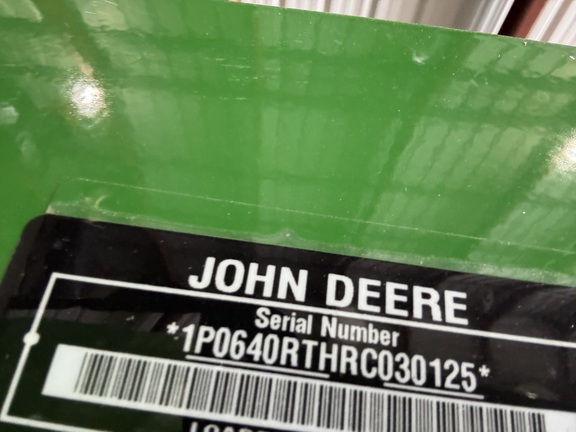 JOHN DEERE
Serial Number
*1P0640RTHRC030125*